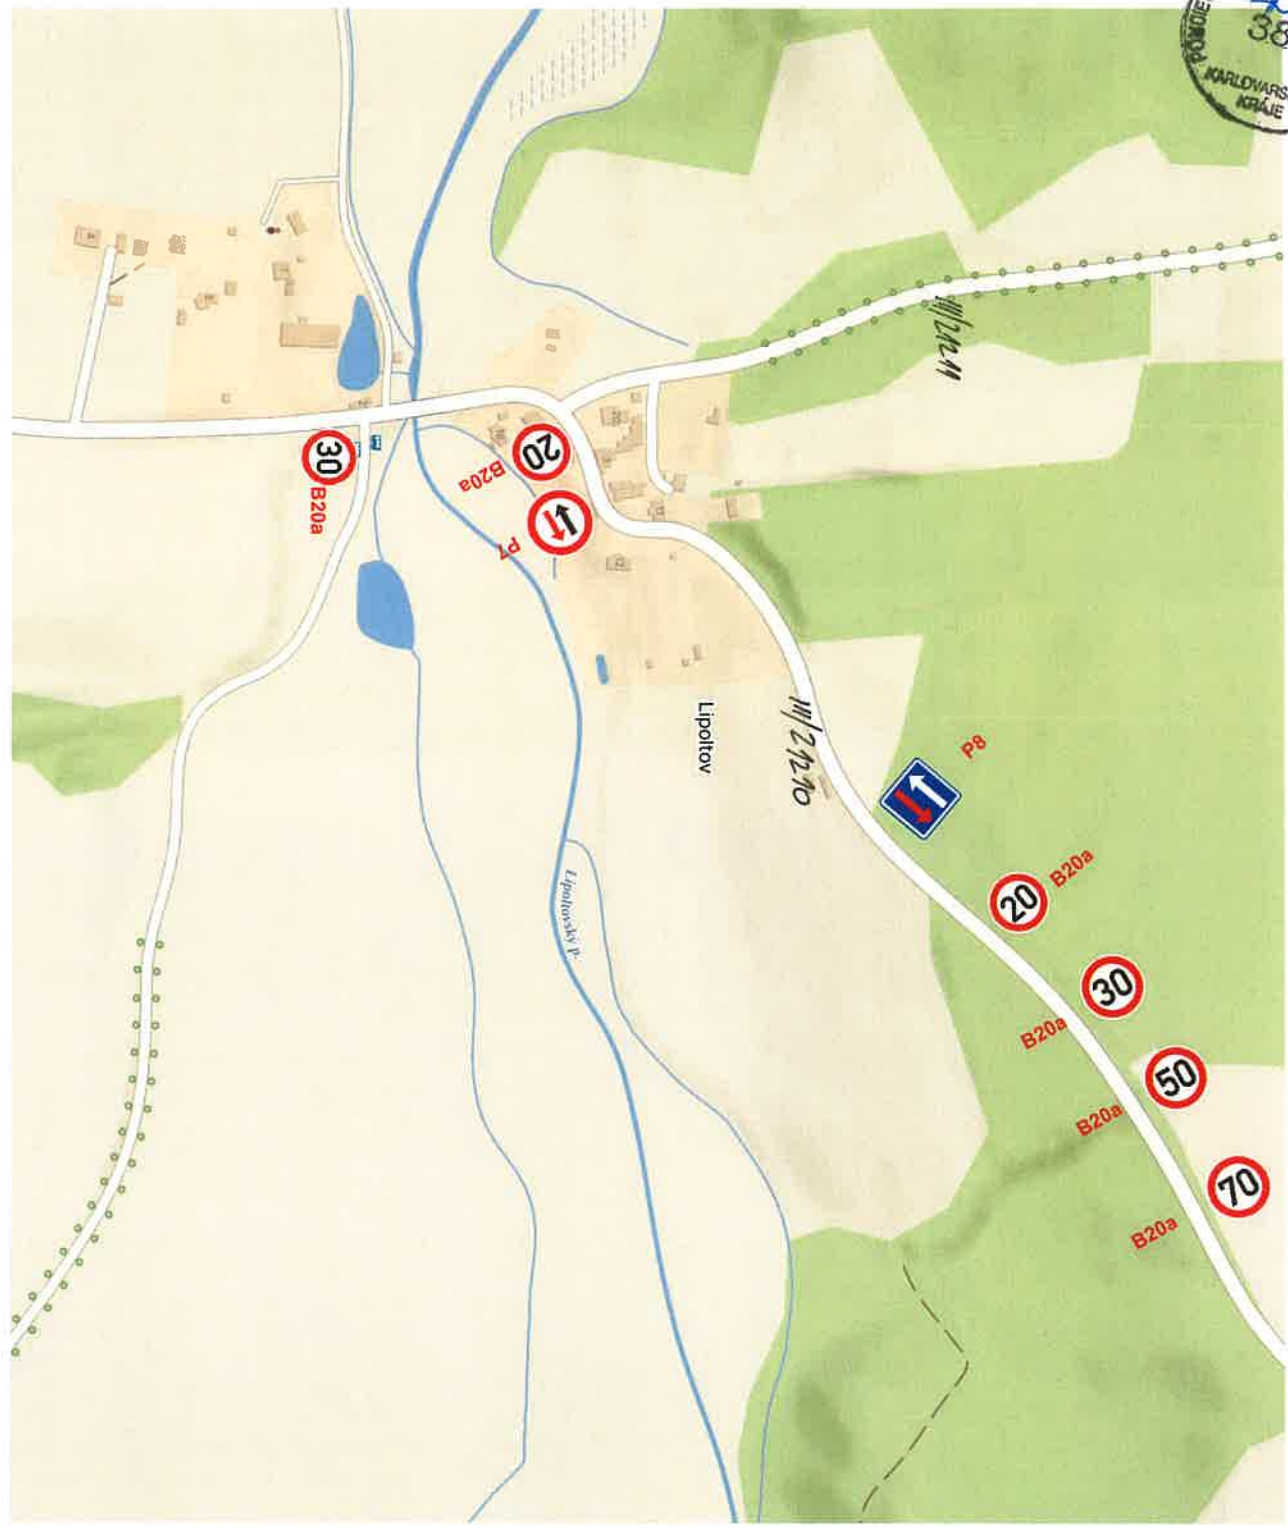 38
KARLOVARS
KRAJE
III/21211
30
B20a
20
B20a
P7
Lipoltov
III/21210
P8
20
B20a
Lipoltovský P.
30
B20a
50
B20a
70
B20a